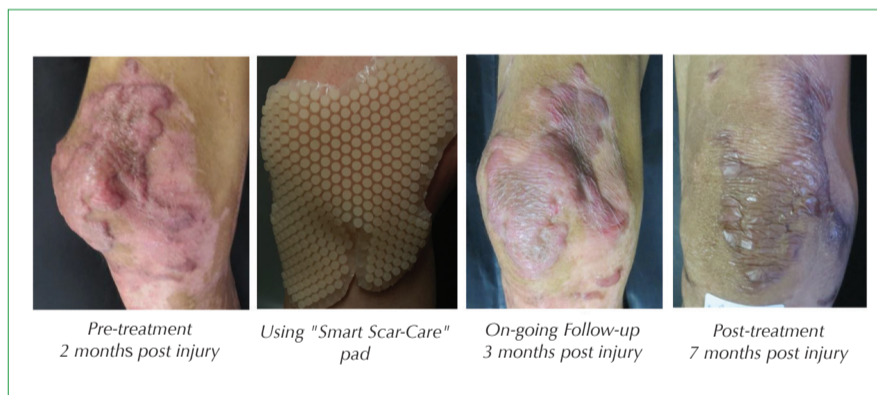 Pre-treatment
2 months post injury
Using "Smart Scar-Care"
pad
On-going Follow-up
3 months post injury
Post-treatment
7 months post injury